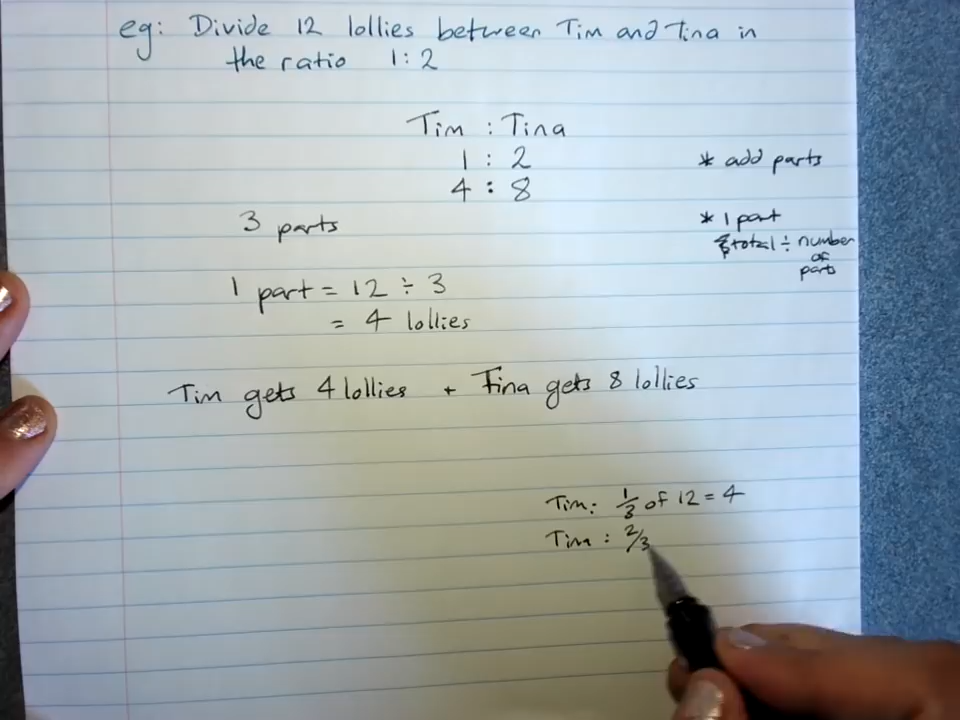 eg: Divide 12 lollies between Tim and Tina in
the ratio 1:2
Tim : Tina
1 : 2
4 : 8
* add parts
3 parts
* 1 part
total ÷ number
of
parts
1 part = 12 ÷ 3
= 4 lollies
Tim gets 4 lollies + Tina gets 8 lollies
Tim: 1/3 of 12 = 4
Tina : 2/3